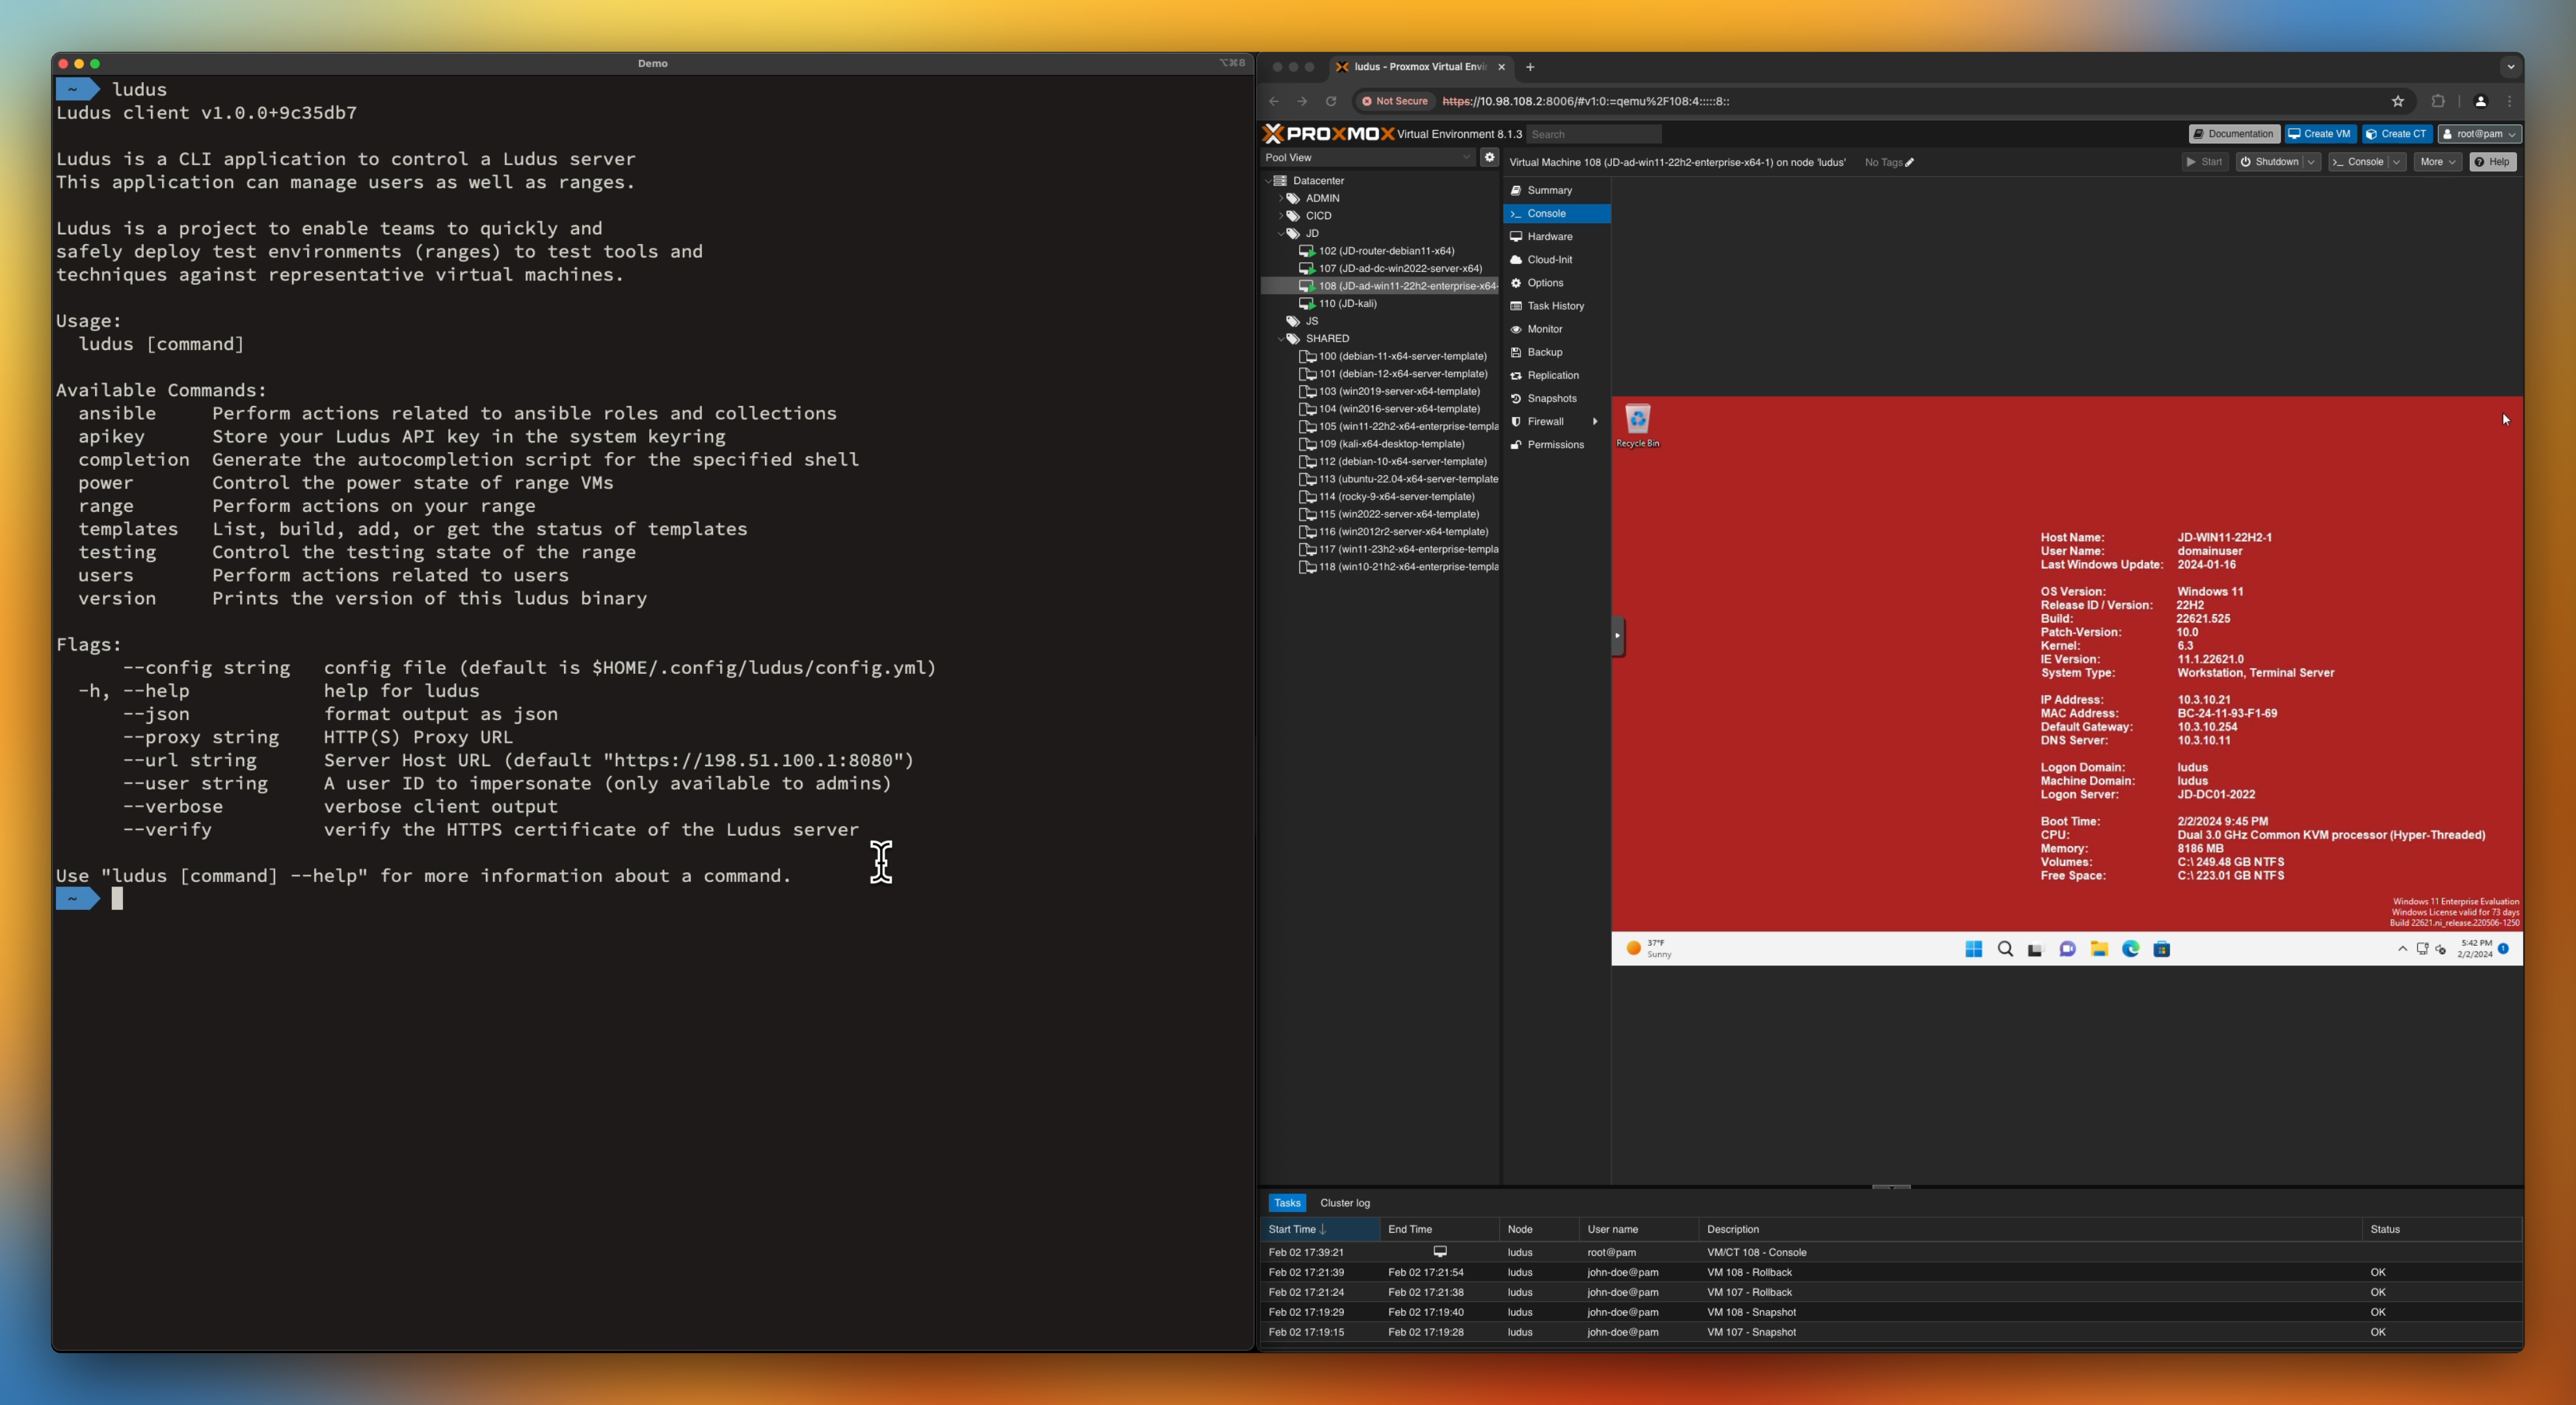 Demo
⌥⌘8
~ ludus
Ludus client v1.0.0+9c35db7
Ludus is a CLI application to control a Ludus server
This application can manage users as well as ranges.
Ludus is a project to enable teams to quickly and
safely deploy test environments (ranges) to test tools and
techniques against representative virtual machines.
Usage:
ludus [command]
Available Commands:
ansible Perform actions related to ansible roles and collections
apikey Store your Ludus API key in the system keyring
completion Generate the autocompletion script for the specified shell
power Control the power state of range VMs
range Perform actions on your range
templates List, build, add, or get the status of templates
testing Control the testing state of the range
users Perform actions related to users
version Prints the version of this ludus binary
Flags:
--config string config file (default is $HOME/.config/ludus/config.yml)
-h, --help help for ludus
--json format output as json
--proxy string HTTP(S) Proxy URL
--url string Server Host URL (default "https://198.51.100.1:8080")
--user string A user ID to impersonate (only available to admins)
--verbose verbose client output
--verify verify the HTTPS certificate of the Ludus server
Use "ludus [command] --help" for more information about a command.
~
ludus - Proxmox Virtual Envi
Not Secure https://10.98.108.2:8006/#v1:0:=qemu%2F108:4:::::8::
PROXMOX Virtual Environment 8.1.3 Search
Documentation Create VM Create CT root@pam
Pool View
Virtual Machine 108 (JD-ad-win11-22h2-enterprise-x64-1) on node 'ludus' No Tags
Start Shutdown Console More Help
Datacenter
ADMIN
CICD
JD
102 (JD-router-debian11-x64)
107 (JD-ad-dc-win2022-server-x64)
108 (JD-ad-win11-22h2-enterprise-x64-
110 (JD-kali)
JS
SHARED
100 (debian-11-x64-server-template)
101 (debian-12-x64-server-template)
103 (win2019-server-x64-template)
104 (win2016-server-x64-template)
105 (win11-22h2-x64-enterprise-templa
109 (kali-x64-desktop-template)
112 (debian-10-x64-server-template)
113 (ubuntu-22.04-x64-server-template
114 (rocky-9-x64-server-template)
115 (win2022-server-x64-template)
116 (win2012r2-server-x64-template)
117 (win11-23h2-x64-enterprise-templa
118 (win10-21h2-x64-enterprise-templa
Summary
Console
Hardware
Cloud-Init
Options
Task History
Monitor
Backup
Replication
Snapshots
Firewall
Permissions
Recycle Bin
Host Name: JD-WIN11-22H2-1
User Name: domainuser
Last Windows Update: 2024-01-16
OS Version: Windows 11
Release ID / Version: 22H2
Build: 22621.525
Patch-Version: 10.0
Kernel: 6.3
IE Version: 11.1.22621.0
System Type: Workstation, Terminal Server
IP Address: 10.3.10.21
MAC Address: BC-24-11-93-F1-69
Default Gateway: 10.3.10.254
DNS Server: 10.3.10.11
Logon Domain: ludus
Machine Domain: ludus
Logon Server: JD-DC01-2022
Boot Time: 2/2/2024 9:45 PM
CPU: Dual 3.0 GHz Common KVM processor (Hyper-Threaded)
Memory: 8186 MB
Volumes: C:\ 249.48 GB NTFS
Free Space: C:\ 223.01 GB NTFS
Windows 11 Enterprise Evaluation
Windows License valid for 73 days
Build 22621.ni_release.220506-1250
37°F
Sunny
5:42 PM
2/2/2024
1
Tasks Cluster log
Start Time End Time Node User name Description Status
Feb 02 17:39:21 ludus root@pam VM/CT 108 - Console
Feb 02 17:21:39 Feb 02 17:21:54 ludus john-doe@pam VM 108 - Rollback OK
Feb 02 17:21:24 Feb 02 17:21:38 ludus john-doe@pam VM 107 - Rollback OK
Feb 02 17:19:29 Feb 02 17:19:40 ludus john-doe@pam VM 108 - Snapshot OK
Feb 02 17:19:15 Feb 02 17:19:28 ludus john-doe@pam VM 107 - Snapshot OK